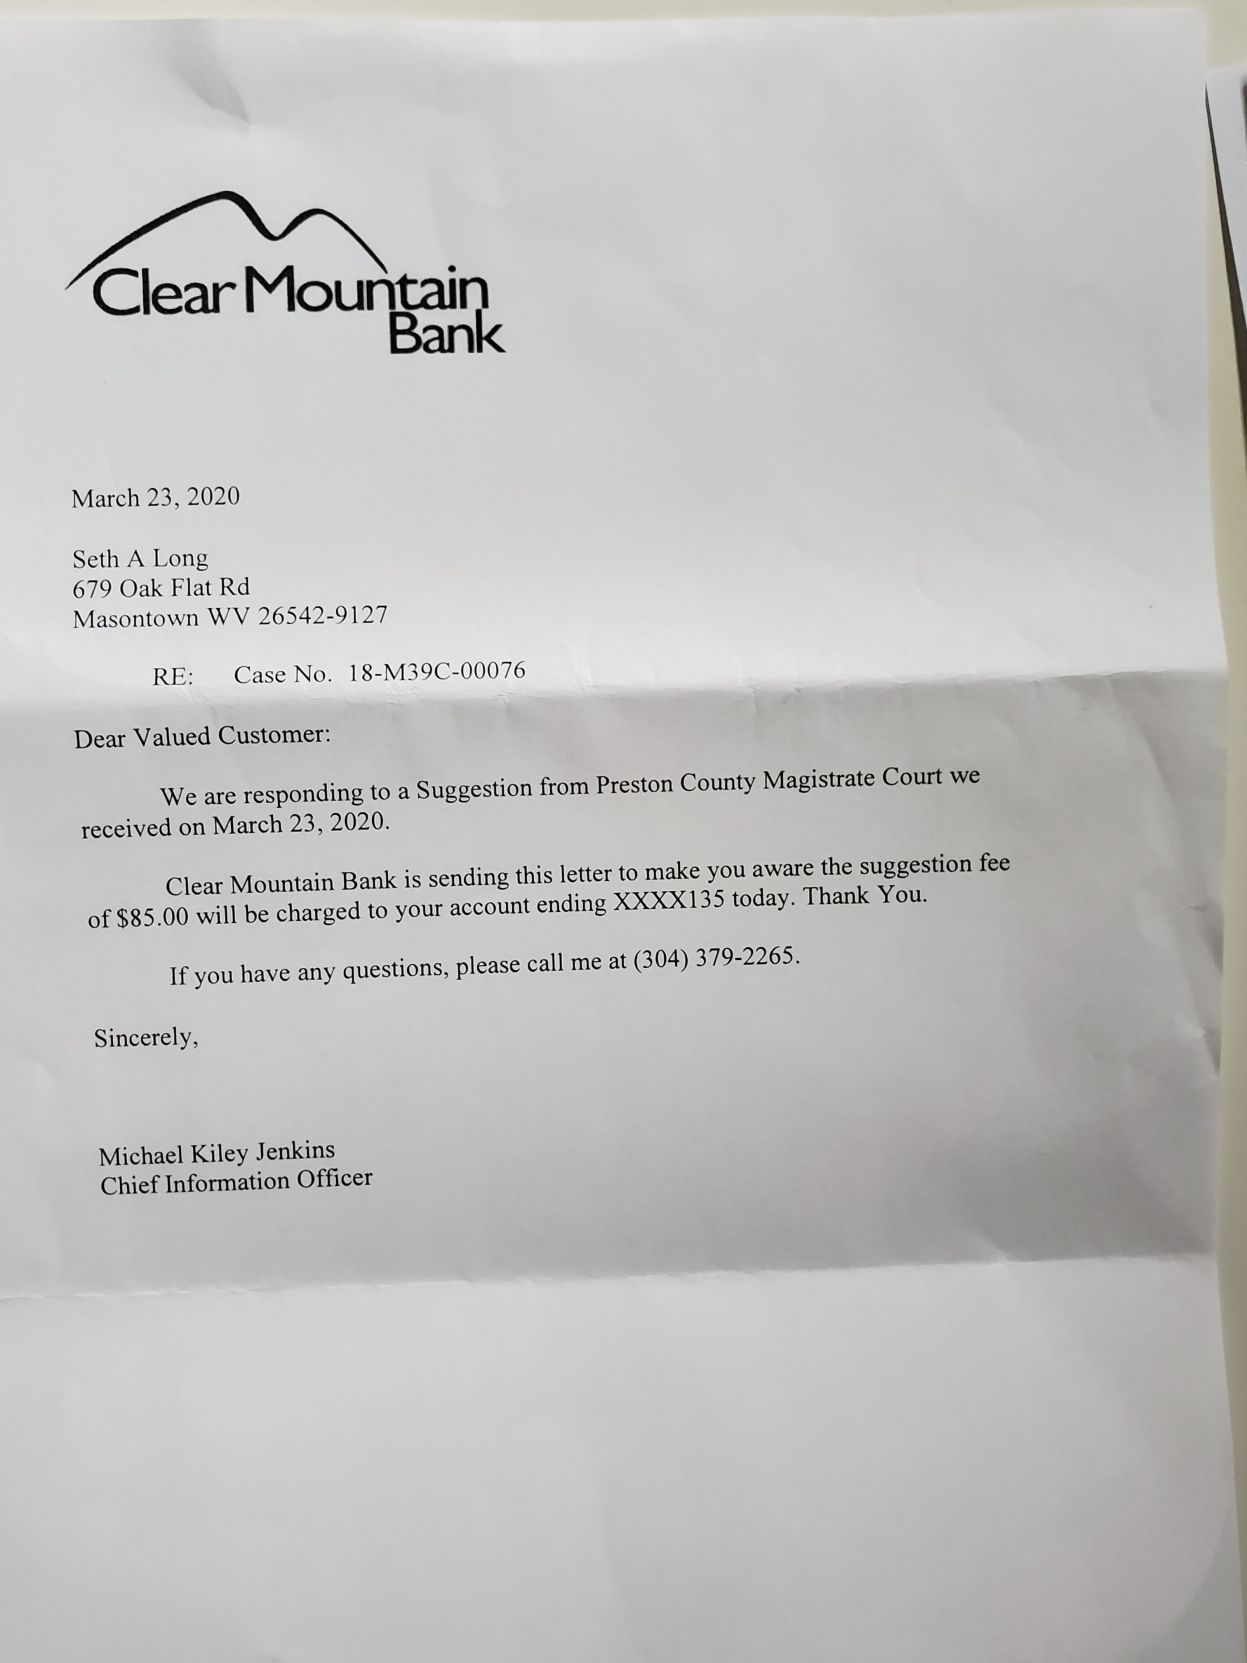 Clear Mountain
Bank
March 23, 2020
Seth A Long
679 Oak Flat Rd
Masontown WV 26542-9127
RE: Case No. 18-M39C-00076
Dear Valued Customer:
We are responding to a Suggestion from Preston County Magistrate Court we
received on March 23, 2020.
Clear Mountain Bank is sending this letter to make you aware the suggestion fee
of $85.00 will be charged to your account ending XXXX135 today. Thank You.
If you have any questions, please call me at (304) 379-2265.
Sincerely,
Michael Kiley Jenkins
Chief Information Officer